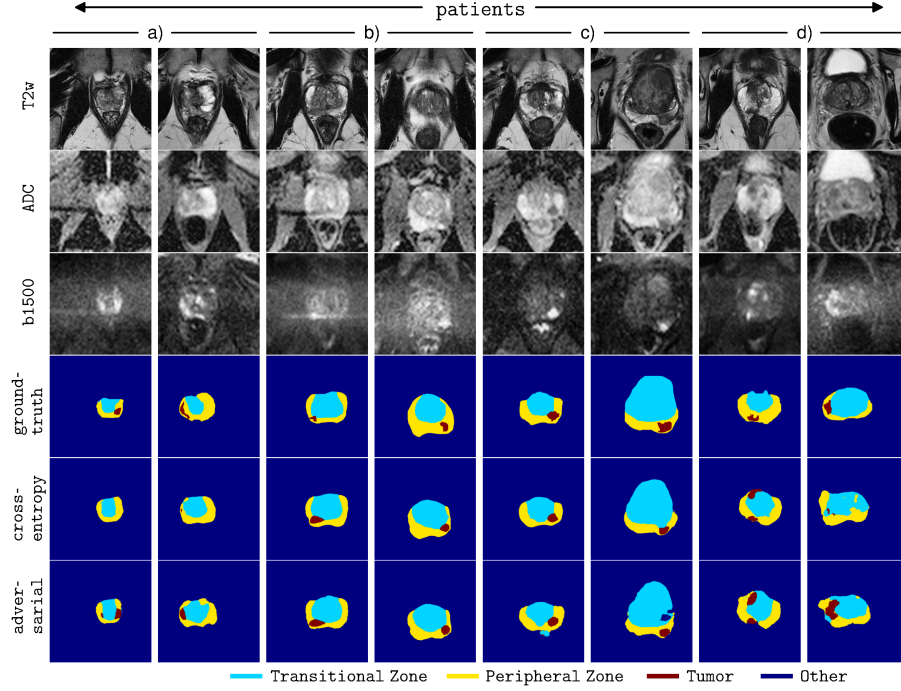 patients
a) b) c) d)
T2w
ADC
b1500
ground-
truth
cross-
entropy
adver-
sarial
Transitional Zone Peripheral Zone Tumor Other